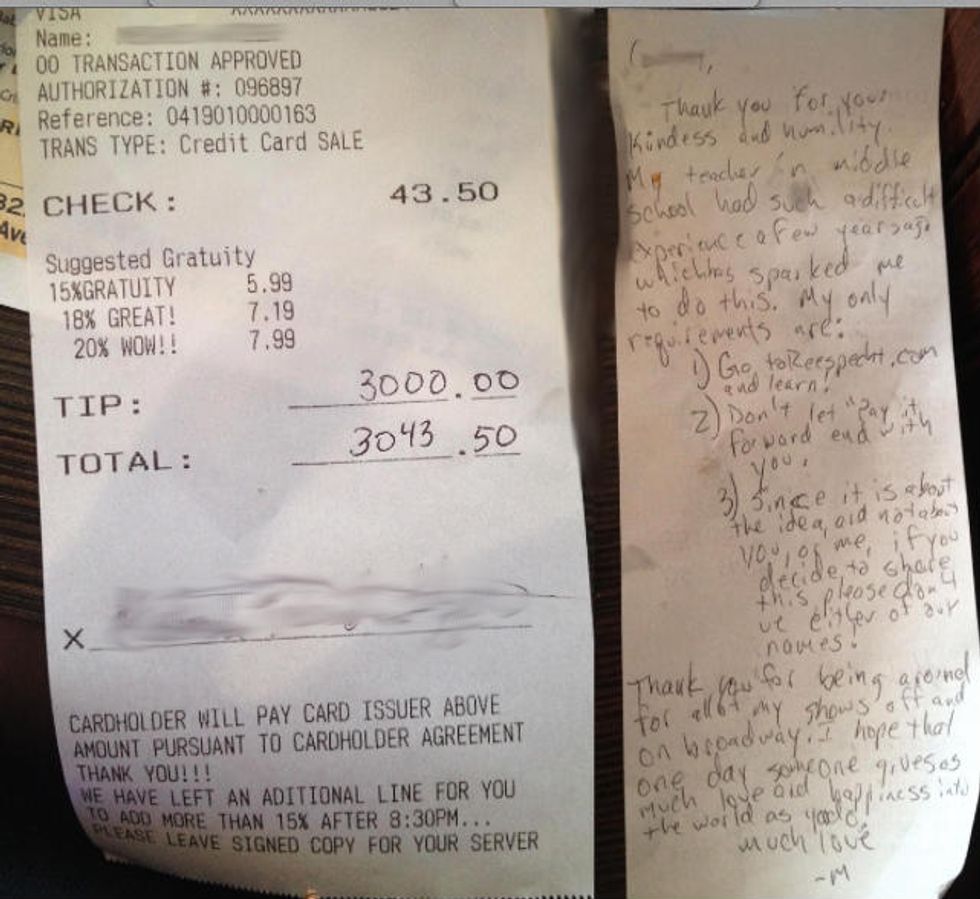 VISA
Name:
00 TRANSACTION APPROVED
AUTHORIZATION #: 096897
Reference: 0419010000163
TRANS TYPE: Credit Card SALE
CHECK: 43.50
Suggested Gratuity
15%GRATUITY 5.99
18% GREAT! 7.19
20% WOW!! 7.99
TIP: 3000.00
TOTAL: 3043.50
X
CARDHOLDER WILL PAY CARD ISSUER ABOVE
AMOUNT PURSUANT TO CARDHOLDER AGREEMENT
THANK YOU!!!
WE HAVE LEFT AN ADITIONAL LINE FOR YOU
TO ADD MORE THAN 15% AFTER 8:30PM...
PLEASE LEAVE SIGNED COPY FOR YOUR SERVER
Thank you for your
Kindess and humility.
My teacher in middle
school had such a difficult
experience a few years ago
which has sparked me
to do this. My only
requirements are:
1) Go to Reespecht.com
and learn!
2) Don't let "Pay it
forward end with
you.
3) Since it is about
the idea, and not about
you, or me, if you
decide to share
this, please don't
use either of our
names!
Thank you for being around
for all of my shows off and
on broadway. I hope that
one day someone gives as
much love and happiness into
the world as you do.
much love
-M